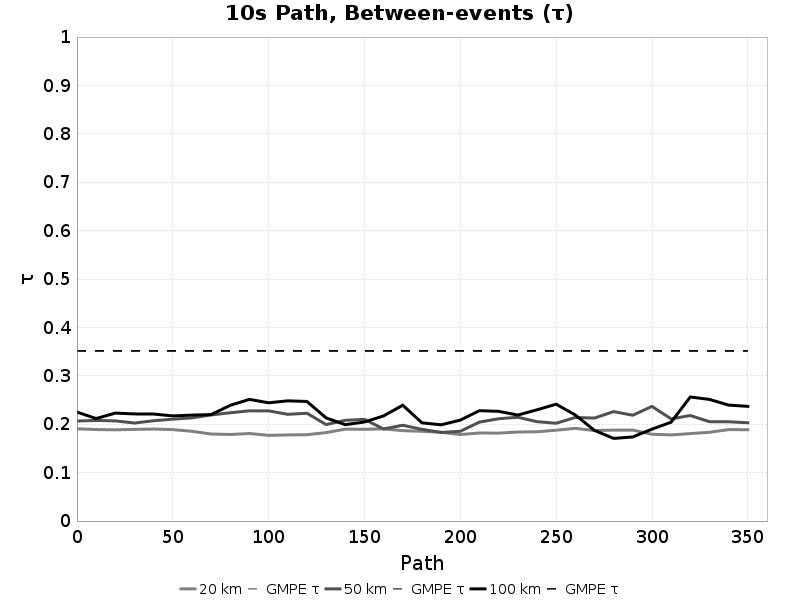 10s Path, Between-events (τ)
1
0.9
0.8
0.7
0.6
0.5
0.4
0.3
0.2
0.1
0
τ
0 50 100 150 200 250 300 350
Path
20 km GMPE τ 50 km GMPE τ 100 km GMPE τ